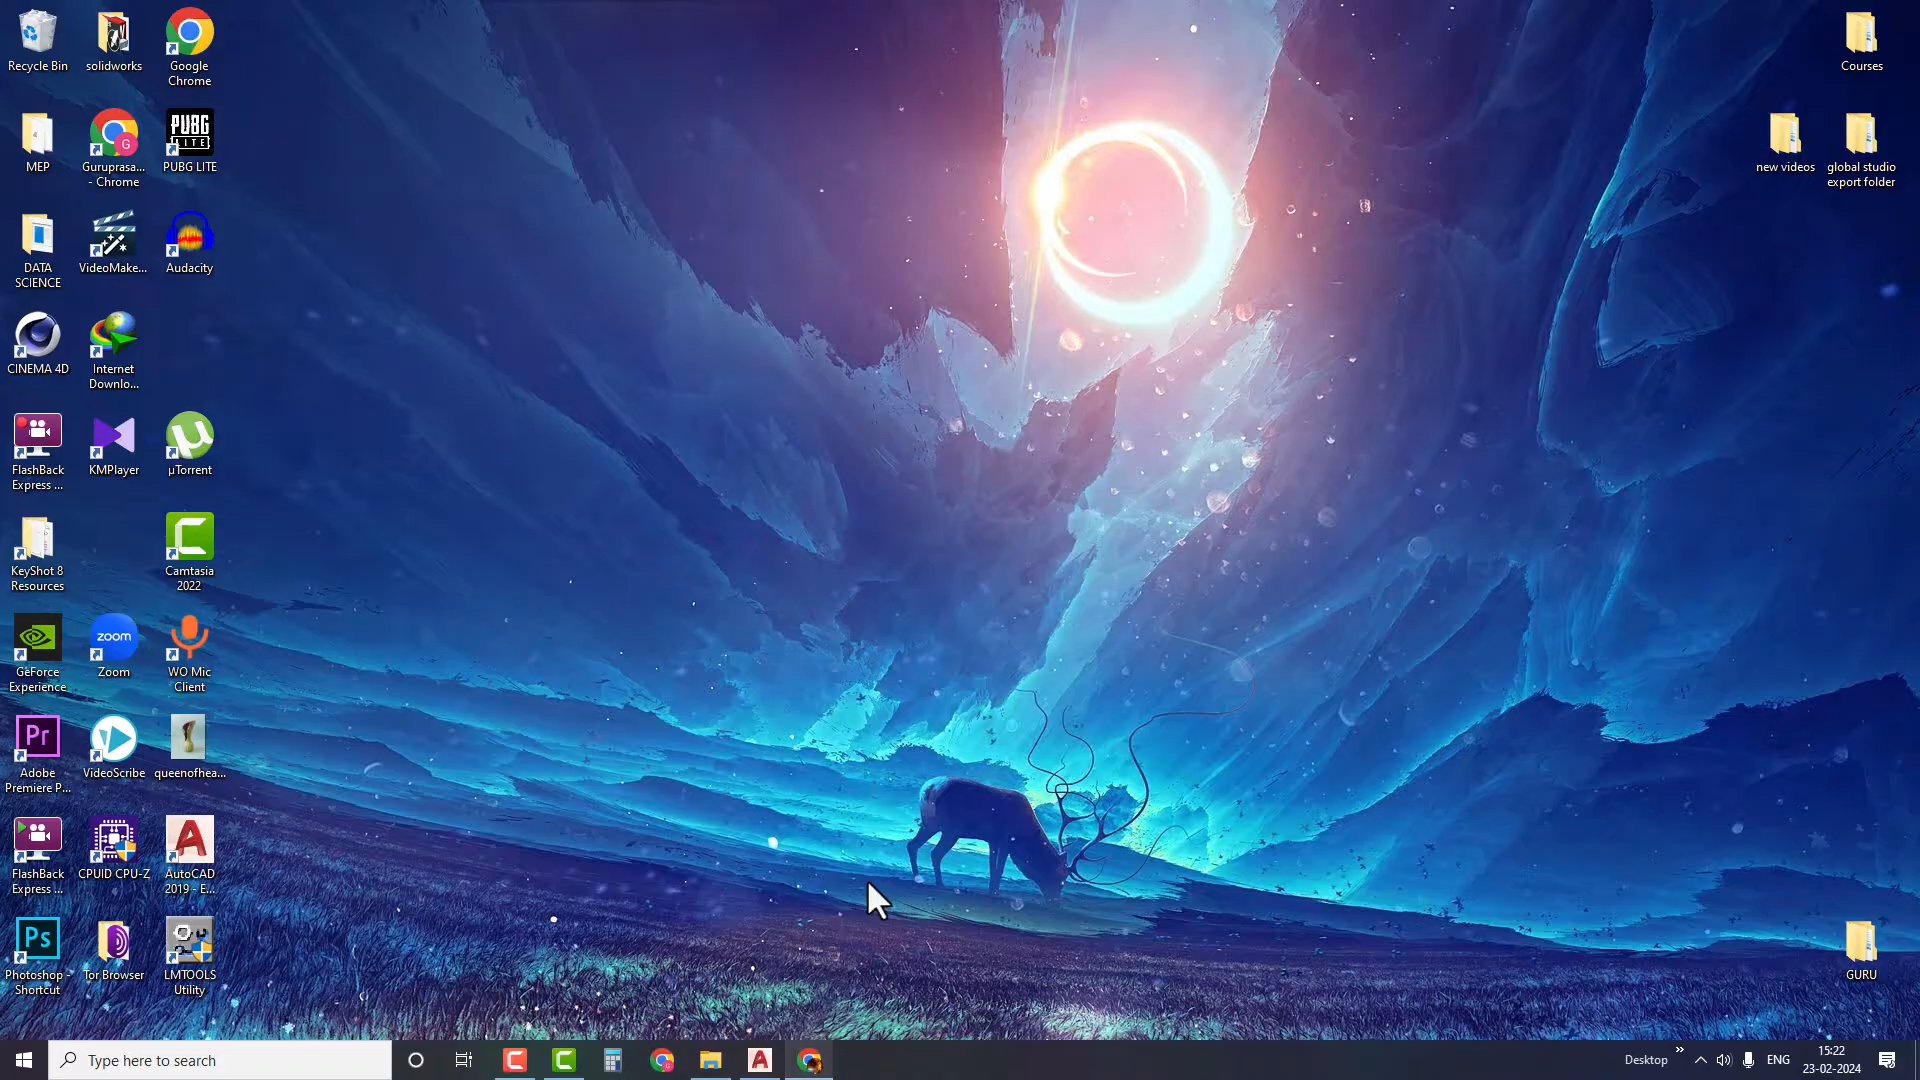 Recycle Bin
solidworks
Google
Chrome
MEP
G
Guruprasa...
- Chrome
PUBG
LITE
PUBG LITE
DATA
SCIENCE
VideoMake...
Audacity
CINEMA 4D
Internet
Downlo...
FlashBack
Express ...
KMPlayer
µTorrent
KeyShot 8
Resources
Camtasia
2022
GeForce
Experience
zoom
Zoom
WO Mic
Client
Pr
Adobe
Premiere P...
VideoScribe
queenofhea...
FlashBack
Express ...
CPUID CPU-Z
AutoCAD
2019 - E...
Ps
Photoshop -
Shortcut
Tor Browser
LMTOOLS
Utility
Courses
new videos
global studio
export folder
GURU
Type here to search
Desktop
ENG
15:22
23-02-2024